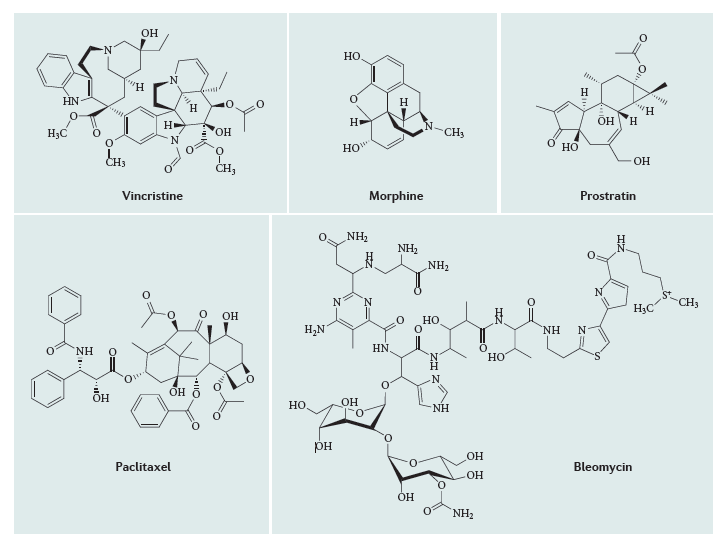 OH
N
H
HN
H₃C
O
O
OH
O
O
H
N
OH
O
O
O
CH₃
N
O
CH₃
Vincristine
HO
O
H
H
N
CH₃
HO
Morphine
O
O
H
H
OH
H
O
HO
OH
Prostratin
O
NH
O
OH
O
O
O
O
O
OH
OH
O
O
O
O
O
Paclitaxel
O
NH₂
H
N
NH₂
NH₂
O
N
N
H₂N
O
HN
O
N
H
HO
O
H
N
O
HO
NH
N
S
N
O
H
N
S⁺
H₃C
CH₃
O
N
NH
HO
OH
O
OH
O
O
OH
OH
OH
O
O
NH₂
Bleomycin